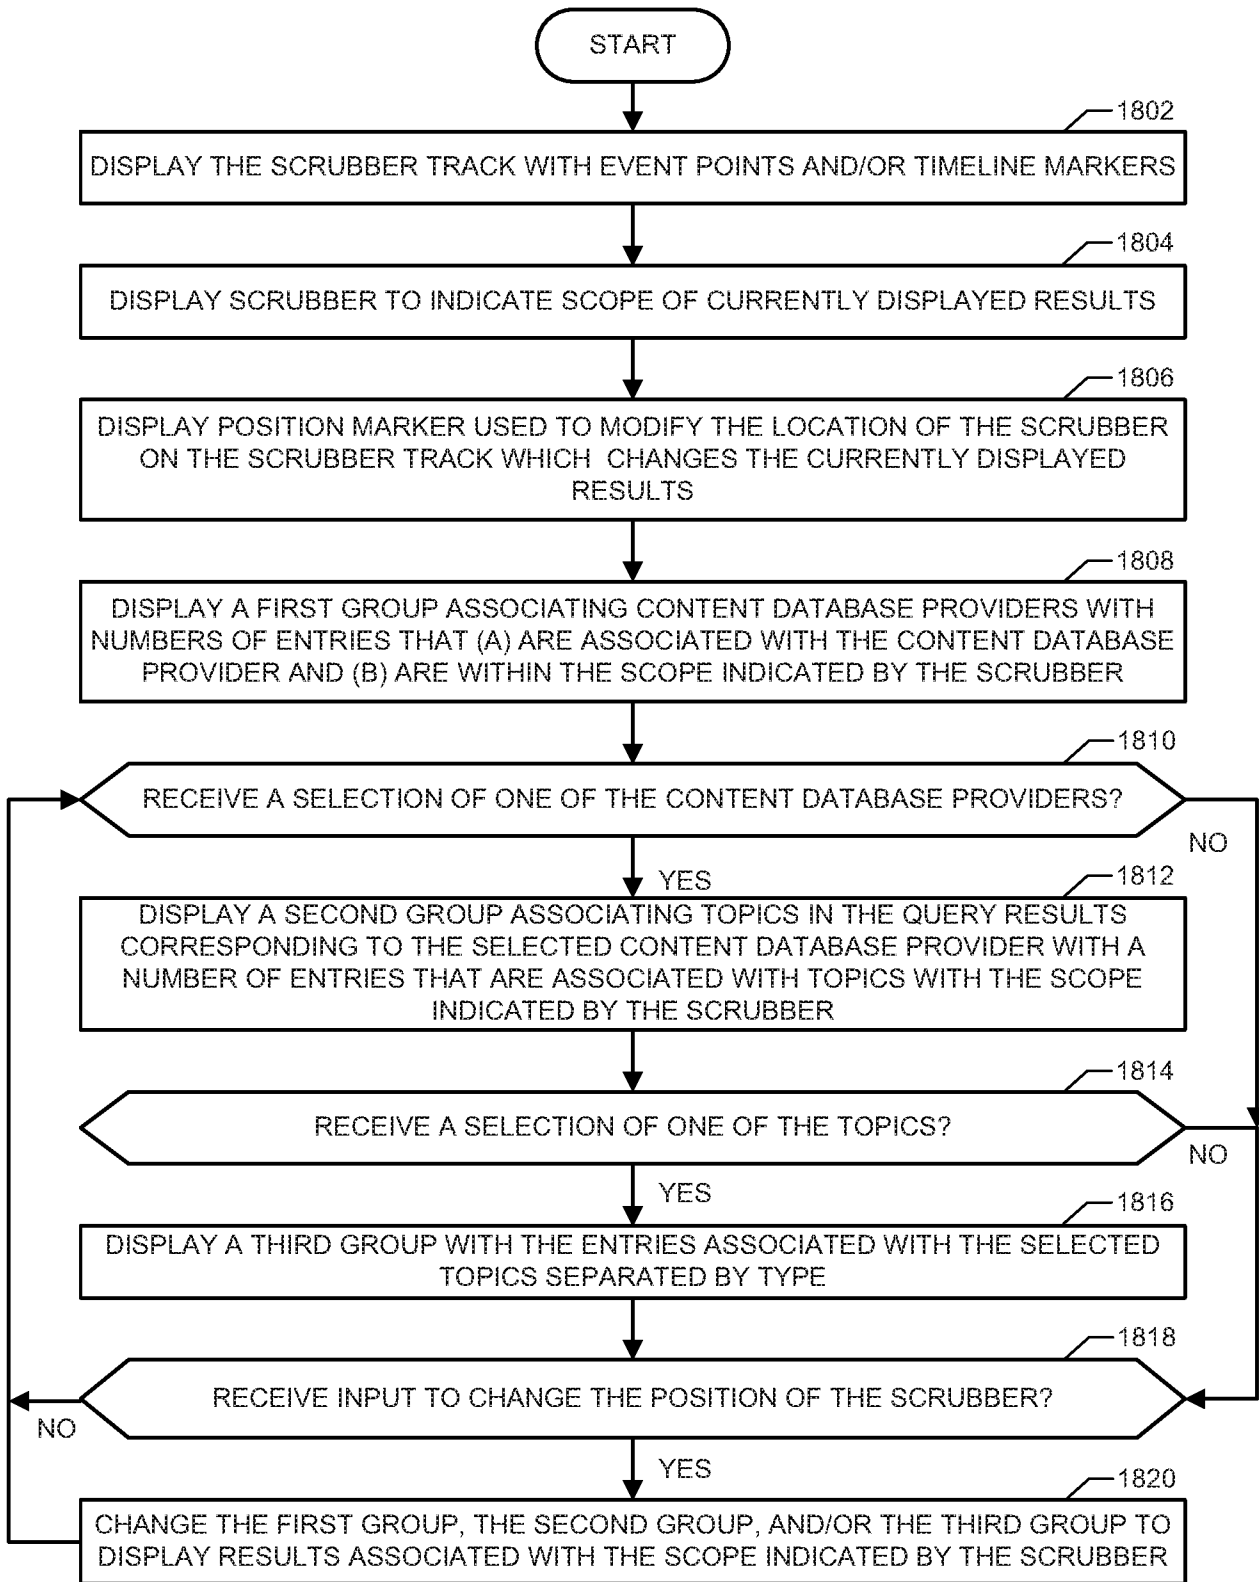 START
1802
DISPLAY THE SCRUBBER TRACK WITH EVENT POINTS AND/OR TIMELINE MARKERS
1804
DISPLAY SCRUBBER TO INDICATE SCOPE OF CURRENTLY DISPLAYED RESULTS
1806
DISPLAY POSITION MARKER USED TO MODIFY THE LOCATION OF THE SCRUBBER
ON THE SCRUBBER TRACK WHICH CHANGES THE CURRENTLY DISPLAYED
RESULTS
1808
DISPLAY A FIRST GROUP ASSOCIATING CONTENT DATABASE PROVIDERS WITH
NUMBERS OF ENTRIES THAT (A) ARE ASSOCIATED WITH THE CONTENT DATABASE
PROVIDER AND (B) ARE WITHIN THE SCOPE INDICATED BY THE SCRUBBER
1810
RECEIVE A SELECTION OF ONE OF THE CONTENT DATABASE PROVIDERS?
NO
YES
1812
DISPLAY A SECOND GROUP ASSOCIATING TOPICS IN THE QUERY RESULTS
CORRESPONDING TO THE SELECTED CONTENT DATABASE PROVIDER WITH A
NUMBER OF ENTRIES THAT ARE ASSOCIATED WITH TOPICS WITH THE SCOPE
INDICATED BY THE SCRUBBER
1814
RECEIVE A SELECTION OF ONE OF THE TOPICS?
NO
YES
1816
DISPLAY A THIRD GROUP WITH THE ENTRIES ASSOCIATED WITH THE SELECTED
TOPICS SEPARATED BY TYPE
1818
RECEIVE INPUT TO CHANGE THE POSITION OF THE SCRUBBER?
NO
YES
1820
CHANGE THE FIRST GROUP, THE SECOND GROUP, AND/OR THE THIRD GROUP TO
DISPLAY RESULTS ASSOCIATED WITH THE SCOPE INDICATED BY THE SCRUBBER